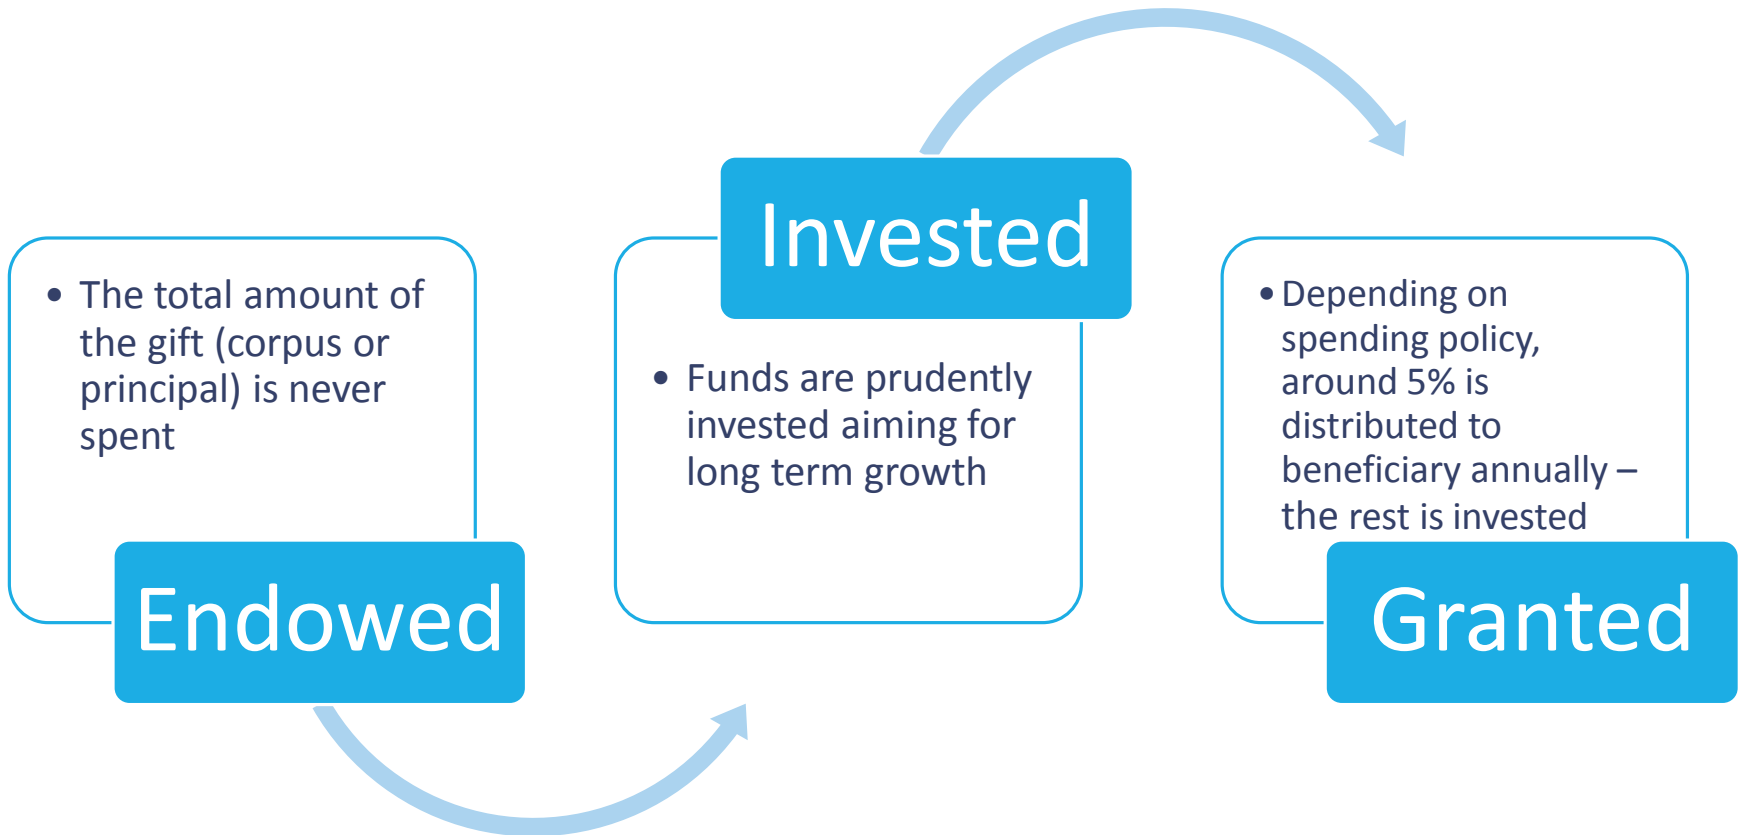 • The total amount of
the gift (corpus or
principal) is never
spent
Endowed
Invested
• Funds are prudently
invested aiming for
long term growth
•Depending on
spending policy,
around 5% is
distributed to
beneficiary annually –
the rest is invested
Granted